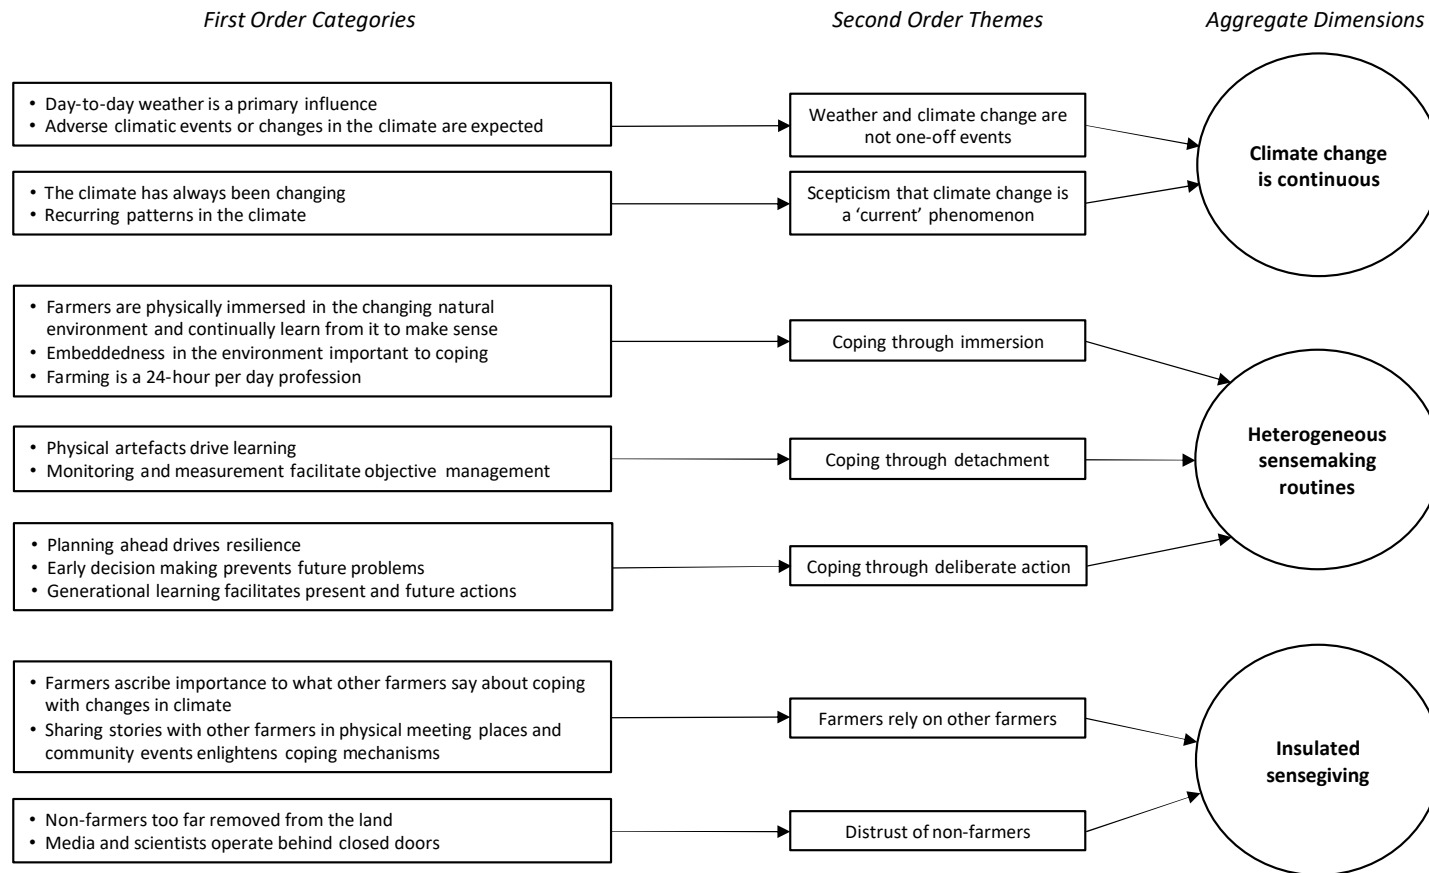 First Order Categories
Second Order Themes
Aggregate Dimensions
• Day-to-day weather is a primary influence
• Adverse climatic events or changes in the climate are expected
Weather and climate change are
not one-off events
Climate change
is continuous
• The climate has always been changing
• Recurring patterns in the climate
Scepticism that climate change is
a ‘current’ phenomenon
• Farmers are physically immersed in the changing natural
environment and continually learn from it to make sense
• Embeddedness in the environment important to coping
• Farming is a 24-hour per day profession
Coping through immersion
Heterogeneous
sensemaking
routines
• Physical artefacts drive learning
• Monitoring and measurement facilitate objective management
Coping through detachment
• Planning ahead drives resilience
• Early decision making prevents future problems
• Generational learning facilitates present and future actions
Coping through deliberate action
• Farmers ascribe importance to what other farmers say about coping
with changes in climate
• Sharing stories with other farmers in physical meeting places and
community events enlightens coping mechanisms
Farmers rely on other farmers
Insulated
sensegiving
• Non-farmers too far removed from the land
• Media and scientists operate behind closed doors
Distrust of non-farmers